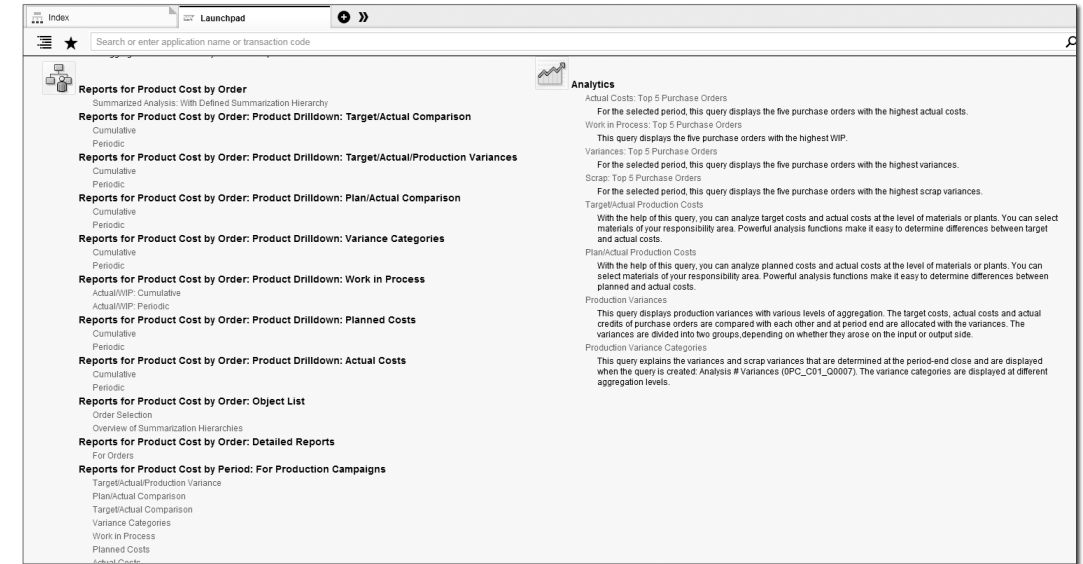 Index
Launchpad
Search or enter application name or transaction code
Reports for Product Cost by Order
Summarized Analysis: With Defined Summarization Hierarchy
Reports for Product Cost by Order: Product Drilldown: Target/Actual Comparison
Cumulative
Periodic
Reports for Product Cost by Order: Product Drilldown: Target/Actual/Production Variances
Cumulative
Periodic
Reports for Product Cost by Order: Product Drilldown: Plan/Actual Comparison
Cumulative
Periodic
Reports for Product Cost by Order: Product Drilldown: Variance Categories
Cumulative
Periodic
Reports for Product Cost by Order: Product Drilldown: Work in Process
Actual/WIP: Cumulative
Actual/WIP: Periodic
Reports for Product Cost by Order: Product Drilldown: Planned Costs
Cumulative
Periodic
Reports for Product Cost by Order: Product Drilldown: Actual Costs
Cumulative
Periodic
Reports for Product Cost by Order: Object List
Order Selection
Overview of Summarization Hierarchies
Reports for Product Cost by Order: Detailed Reports
For Orders
Reports for Product Cost by Period: For Production Campaigns
Target/Actual/Production Variance
Plan/Actual Comparison
Target/Actual Comparison
Variance Categories
Work in Process
Planned Costs
Actual Costs
Analytics
Actual Costs: Top 5 Purchase Orders
For the selected period, this query displays the five purchase orders with the highest actual costs.
Work in Process: Top 5 Purchase Orders
This query displays the five purchase orders with the highest WIP.
Variances: Top 5 Purchase Orders
For the selected period, this query displays the five purchase orders with the highest variances.
Scrap: Top 5 Purchase Orders
For the selected period, this query displays the five purchase orders with the highest scrap variances.
Target/Actual Production Costs
With the help of this query, you can analyze target costs and actual costs at the level of materials or plants. You can select
materials of your responsibility area. Powerful analysis functions make it easy to determine differences between target
and actual costs.
Plan/Actual Production Costs
With the help of this query, you can analyze planned costs and actual costs at the level of materials or plants. You can
select materials of your responsibility area. Powerful analysis functions make it easy to determine differences between
planned and actual costs.
Production Variances
This query displays production variances with various levels of aggregation. The target costs, actual costs and actual
credits of purchase orders are compared with each other and at period end are allocated with the variances. The
variances are divided into two groups,depending on whether they arose on the input or output side.
Production Variance Categories
This query explains the variances and scrap variances that are determined at the period-end close and are displayed
when the query is created: Analysis # Variances (0PC_C01_Q0007). The variance categories are displayed at different
aggregation levels.